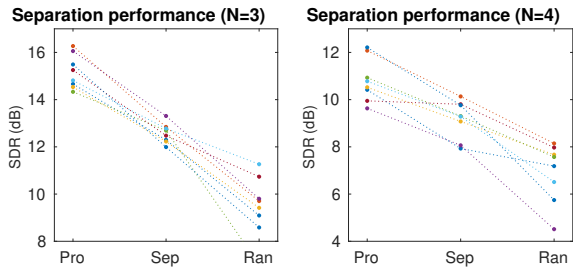 Separation performance (N=3)
16
14
12
10
8
SDR (dB)
Pro Sep Ran
Separation performance (N=4)
12
10
8
6
4
SDR (dB)
Pro Sep Ran